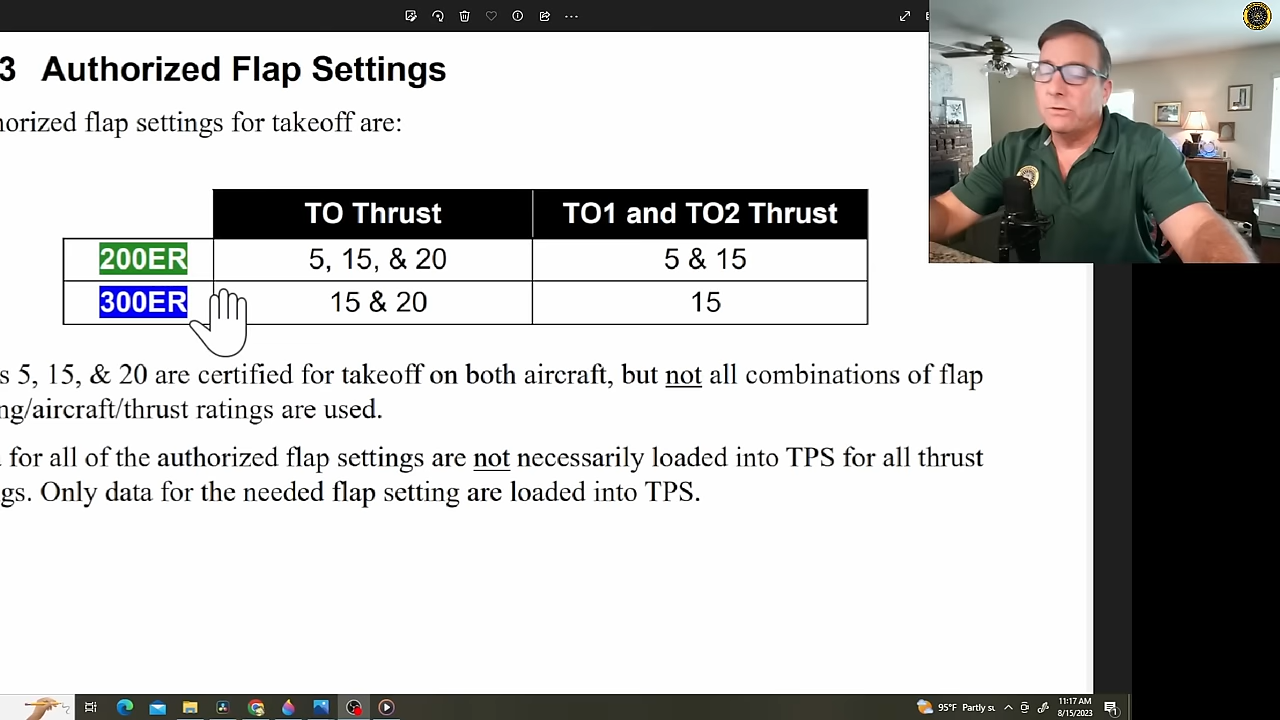 3 Authorized Flap Settings
horized flap settings for takeoff are:
TO Thrust TO1 and TO2 Thrust
200ER 5, 15, & 20 5 & 15
300ER 15 & 20 15
s 5, 15, & 20 are certified for takeoff on both aircraft, but not all combinations of flap
ng/aircraft/thrust ratings are used.
for all of the authorized flap settings are not necessarily loaded into TPS for all thrust
gs. Only data for the needed flap setting are loaded into TPS.
95°F Partly su
11:17 AM
8/15/2023